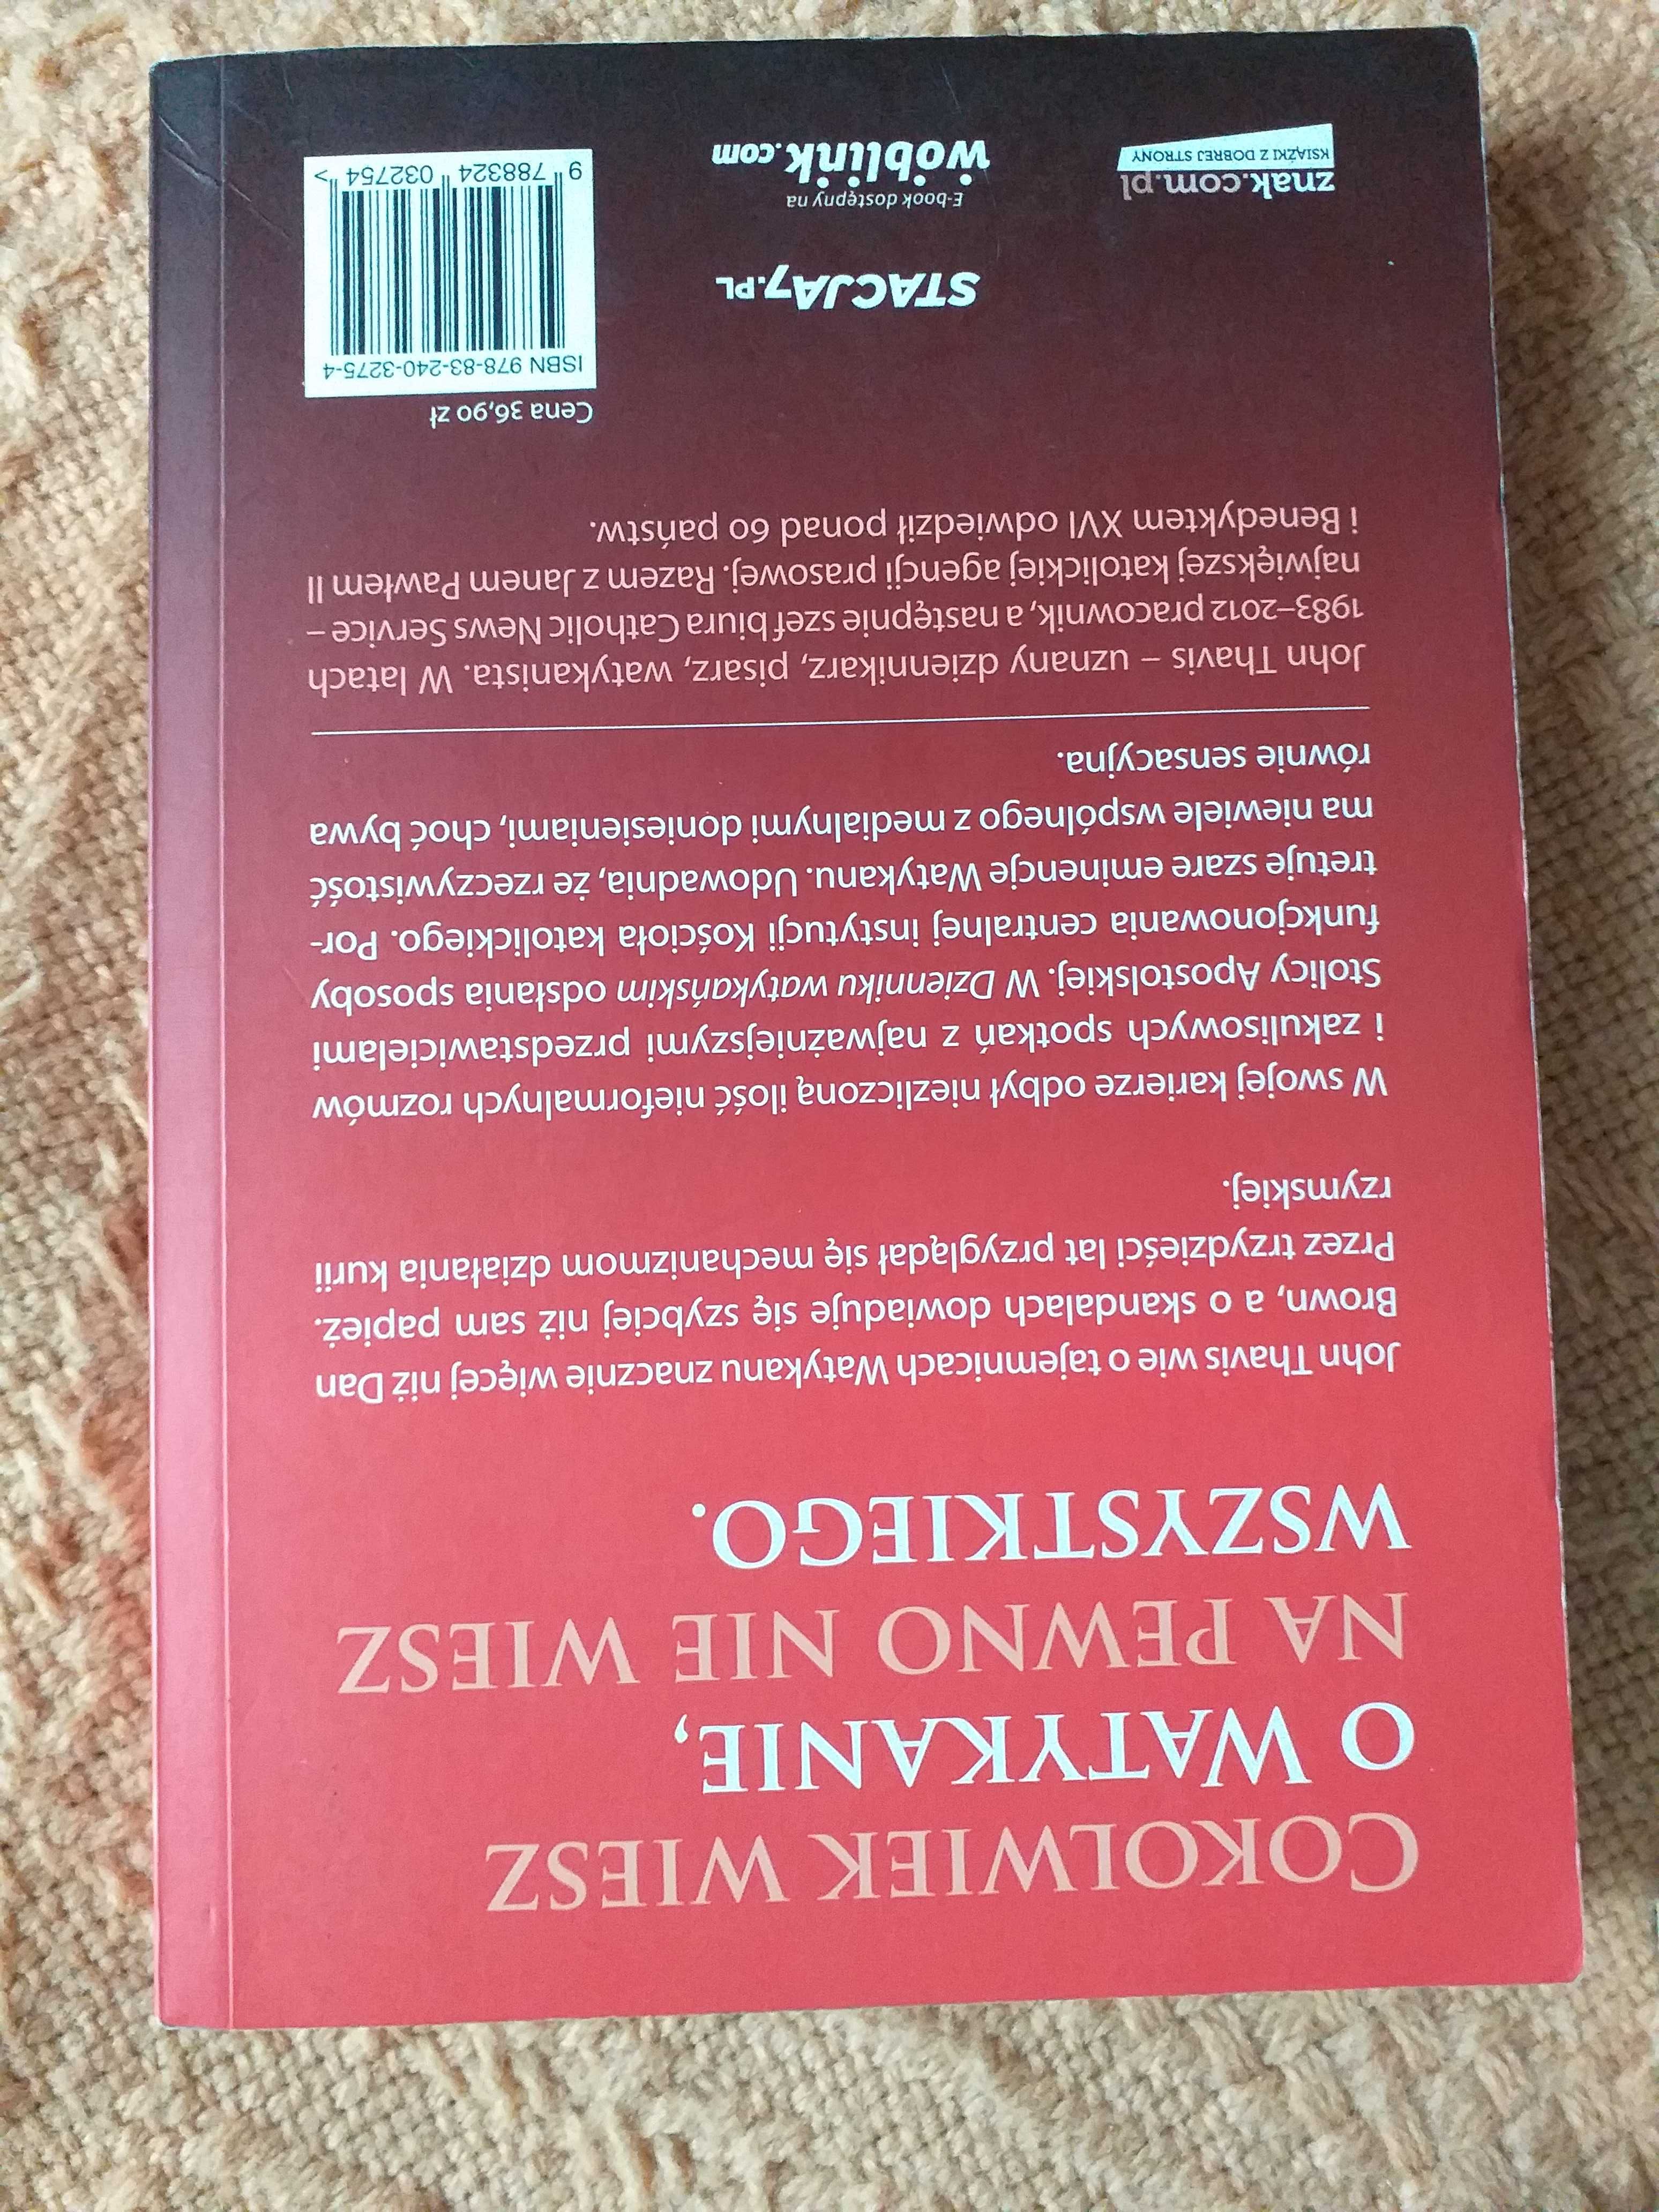 COKOLWIEK WIESZ
O WATYKANIE,
NA PEWNO NIE WIESZ
WSZYSTKIEGO.
John Thavis wie o tajemnicach Watykanu znacznie więcej niż Dan
Brown, a o skandalach dowiaduje się szybciej niż sam papież.
Przez trzydzieści lat przyglądał się mechanizmom działania kurii
rzymskiej.
W swojej karierze odbył niezliczoną ilość nieformalnych rozmów
i zakulisowych spotkań z najważniejszymi przedstawicielami
Stolicy Apostolskiej. W Dzienniku watykańskim odsłania sposoby
funkcjonowania centralnej instytucji Kościoła katolickiego. Por-
tretuje szare eminencje Watykanu. Udowadnia, że rzeczywistość
ma niewiele wspólnego z medialnymi doniesieniami, choć bywa
równie sensacyjna.
John Thavis – uznany dziennikarz, pisarz, watykanista. W latach
1983–2012 pracownik, a następnie szef biura Catholic News Service –
największej katolickiej agencji prasowej. Razem z Janem Pawłem II
i Benedyktem XVI odwiedził ponad 60 państw.
Cena 36,90 zł
ISBN 978-83-240-3275-4
9 788324 032754 >
STACJA7.PL
E-book dostępny na
woblink.com
znak.com.pl
KSIĄŻKI Z DOBREJ STRONY